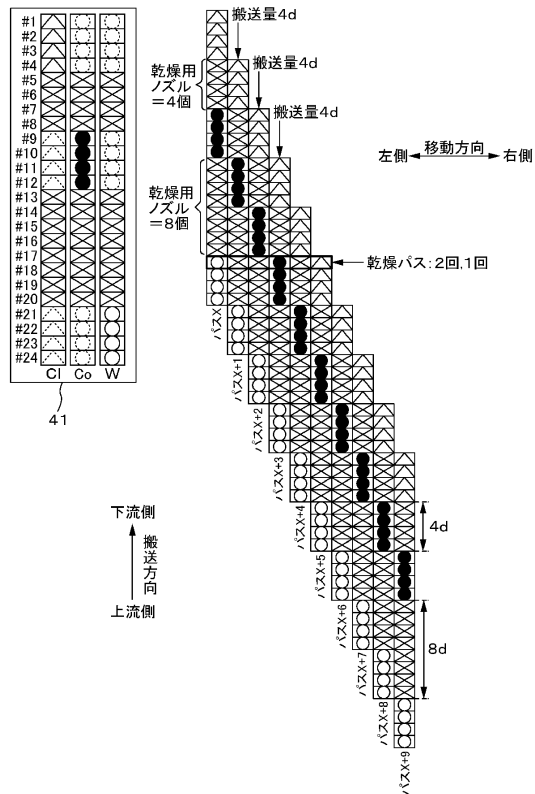 #1
#2
#3
#4
#5
#6
#7
#8
#9
#10
#11
#12
#13
#14
#15
#16
#17
#18
#19
#20
#21
#22
#23
#24
Cl Co W
41
搬送量4d
搬送量4d
搬送量4d
乾燥用
ノズル
=4個
乾燥用
ノズル
=8個
移動方向
左側 右側
乾燥パス:2回,1回
パスX
パスX+1
パスX+2
パスX+3
パスX+4
パスX+5
パスX+6
パスX+7
パスX+8
パスX+9
4d
8d
下流側
搬送方向
上流側